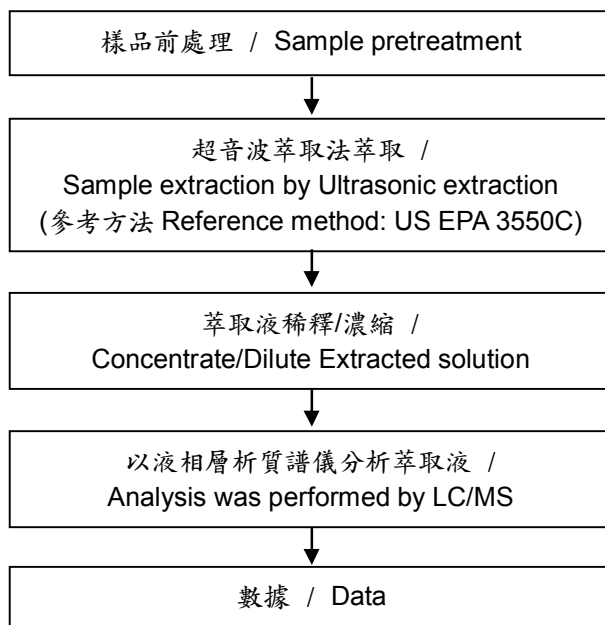 樣品前處理 / Sample pretreatment
超音波萃取法萃取 /
Sample extraction by Ultrasonic extraction
(參考方法 Reference method: US EPA 3550C)
萃取液稀釋/濃縮 /
Concentrate/Dilute Extracted solution
以液相層析質譜儀分析萃取液 /
Analysis was performed by LC/MS
數據 / Data